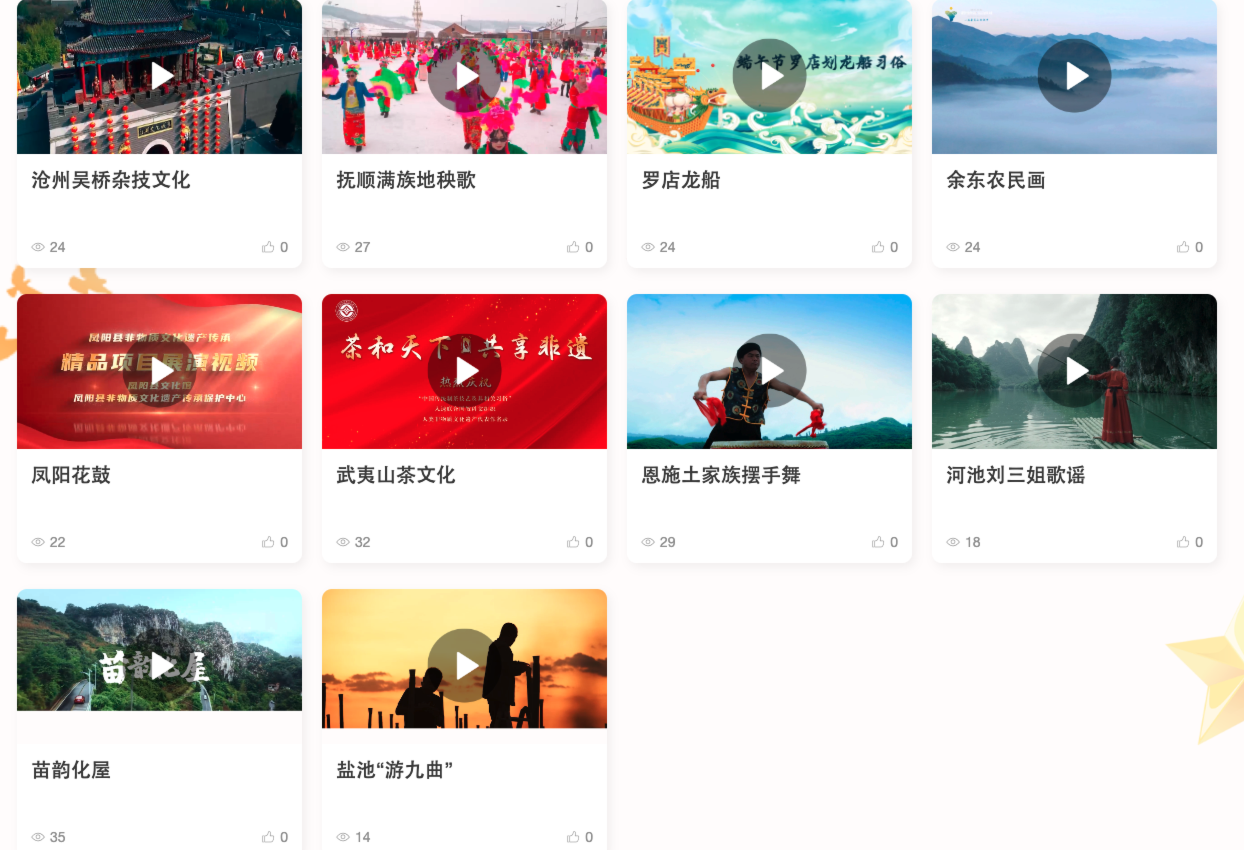 端午节罗店划龙船习俗
沧州吴桥杂技文化
抚顺满族地秧歌
罗店龙船
余东农民画
24
0
27
0
24
0
24
0
凤阳县非物质文化遗产传承
精品项目展演视频
凤阳县文化馆
凤阳县非物质文化遗产传承保护中心
茶和天下 共享非遗
热烈庆祝
凤阳花鼓
武夷山茶文化
恩施土家族摆手舞
河池刘三姐歌谣
22
0
32
0
29
0
18
0
苗韵化屋
苗韵化屋
盐池“游九曲”
35
0
14
0